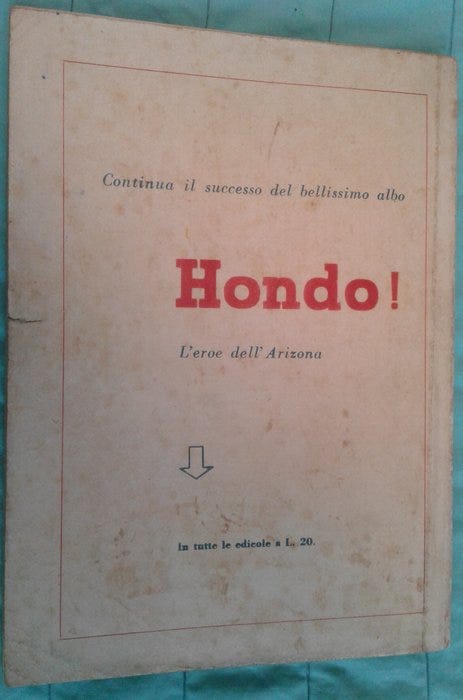 Continua il successo del bellissimo albo
Hondo!
L'eroe dell'Arizona
In tutte le edicole a L. 20.